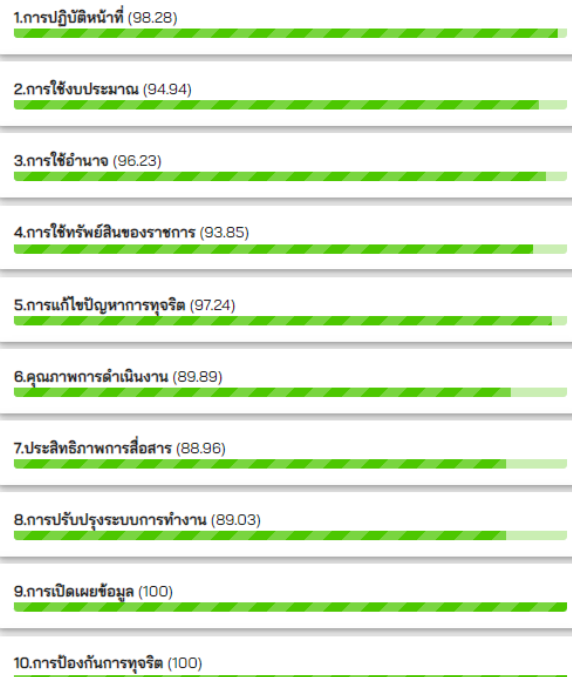 1.การปฏิบัติหน้าที่ (98.28)
2.การใช้งบประมาณ (94.94)
3.การใช้อำนาจ (96.23)
4.การใช้ทรัพย์สินของราชการ (93.85)
5.การแก้ไขปัญหาการทุจริต (97.24)
6.คุณภาพการดำเนินงาน (89.89)
7.ประสิทธิภาพการสื่อสาร (88.96)
8.การปรับปรุงระบบการทำงาน (89.03)
9.การเปิดเผยข้อมูล (100)
10.การป้องกันการทุจริต (100)